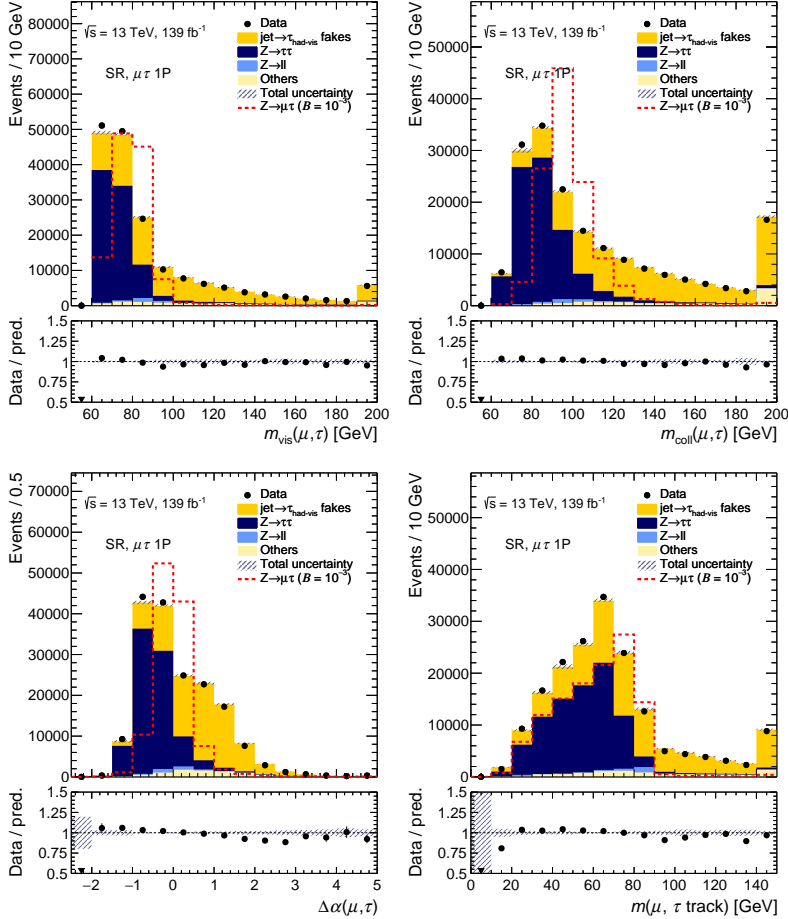 Events / 10 GeV
80000
70000
60000
50000
40000
30000
20000
10000
0
√s = 13 TeV, 139 fb⁻¹
SR, μτ 1P
Data
jet→τhad-vis fakes
Z→ττ
Z→ll
Others
Total uncertainty
Z→μτ (B = 10⁻³)
Data / pred.
1.5
1.25
1
0.75
0.5
60 80 100 120 140 160 180 200
mvis(μ,τ) [GeV]
Events / 10 GeV
50000
40000
30000
20000
10000
0
√s = 13 TeV, 139 fb⁻¹
SR, μτ 1P
Data
jet→τhad-vis fakes
Z→ττ
Z→ll
Others
Total uncertainty
Z→μτ (B = 10⁻³)
Data / pred.
1.5
1.25
1
0.75
0.5
60 80 100 120 140 160 180 200
mcoll(μ,τ) [GeV]
Events / 0.5
70000
60000
50000
40000
30000
20000
10000
0
√s = 13 TeV, 139 fb⁻¹
SR, μτ 1P
Data
jet→τhad-vis fakes
Z→ττ
Z→ll
Others
Total uncertainty
Z→μτ (B = 10⁻³)
Data / pred.
1.5
1.25
1
0.75
0.5
−2 −1 0 1 2 3 4 5
Δα(μ,τ)
Events / 10 GeV
50000
40000
30000
20000
10000
0
√s = 13 TeV, 139 fb⁻¹
SR, μτ 1P
Data
jet→τhad-vis fakes
Z→ττ
Z→ll
Others
Total uncertainty
Z→μτ (B = 10⁻³)
Data / pred.
1.5
1.25
1
0.75
0.5
0 20 40 60 80 100 120 140
m(μ, τ track) [GeV]